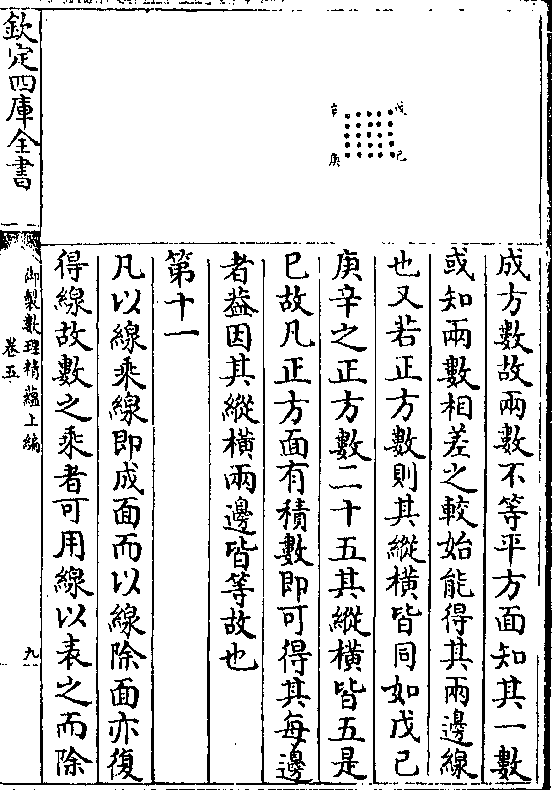 戊
己
庚
辛
成方數故兩數不等平方面知其一數
或知兩數相差之較始能得其兩邊線
也又若正方數則其縱橫皆同如戊己
庚辛之正方數二十五其縱橫皆五是
已故凡正方面有積數即可得其每邊
者葢因其縱橫兩邊皆等故也
第十一
凡以線乘線即成面而以線除面亦復
得線故數之乘者可用線以表之而除
欽定四庫全書
御製數理精蘊上編
卷五
九